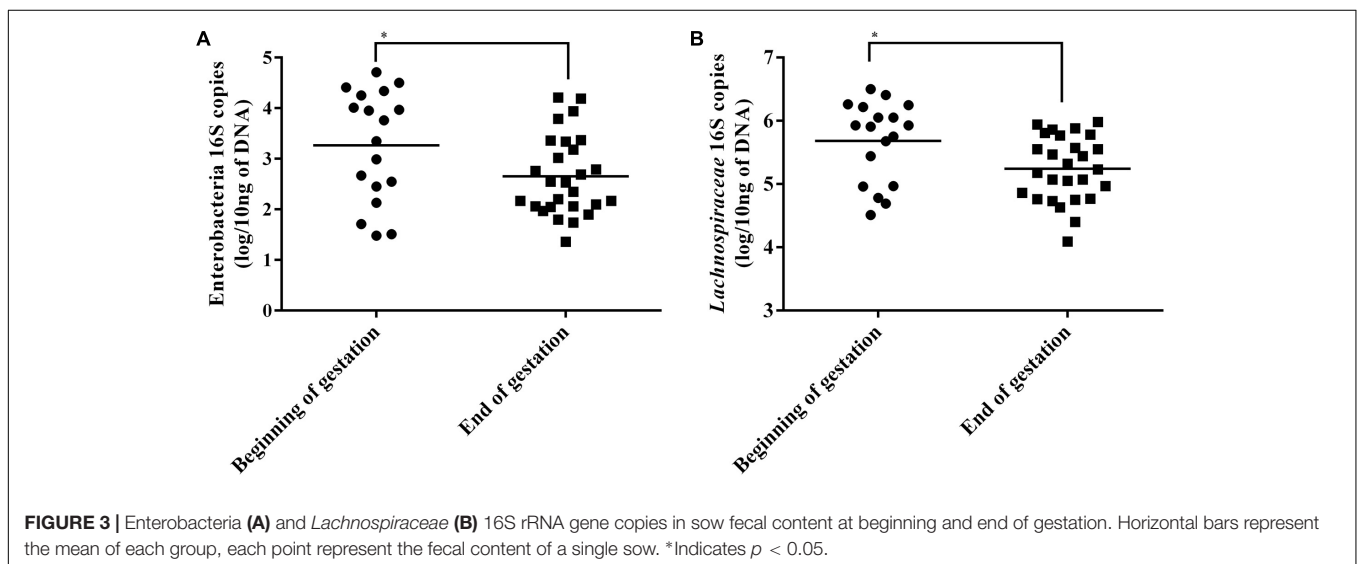 A
*
B
*
Enterobacteria 16S copies
(log/10ng of DNA)
5
4
3
2
1
0
Beginning of gestation
End of gestation
Lachnospiraceae 16S copies
(log/10ng of DNA)
7
6
5
4
3
Beginning of gestation
End of gestation
FIGURE 3 | Enterobacteria (A) and Lachnospiraceae (B) 16S rRNA gene copies in sow fecal content at beginning and end of gestation. Horizontal bars represent
the mean of each group, each point represent the fecal content of a single sow. *Indicates p < 0.05.